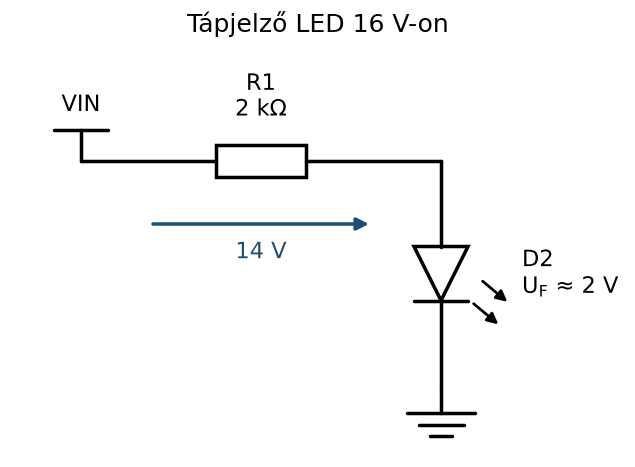 Tápjelző LED 16 V-on
R1
2 kΩ
VIN
14 V
D2
U_F ≈ 2 V